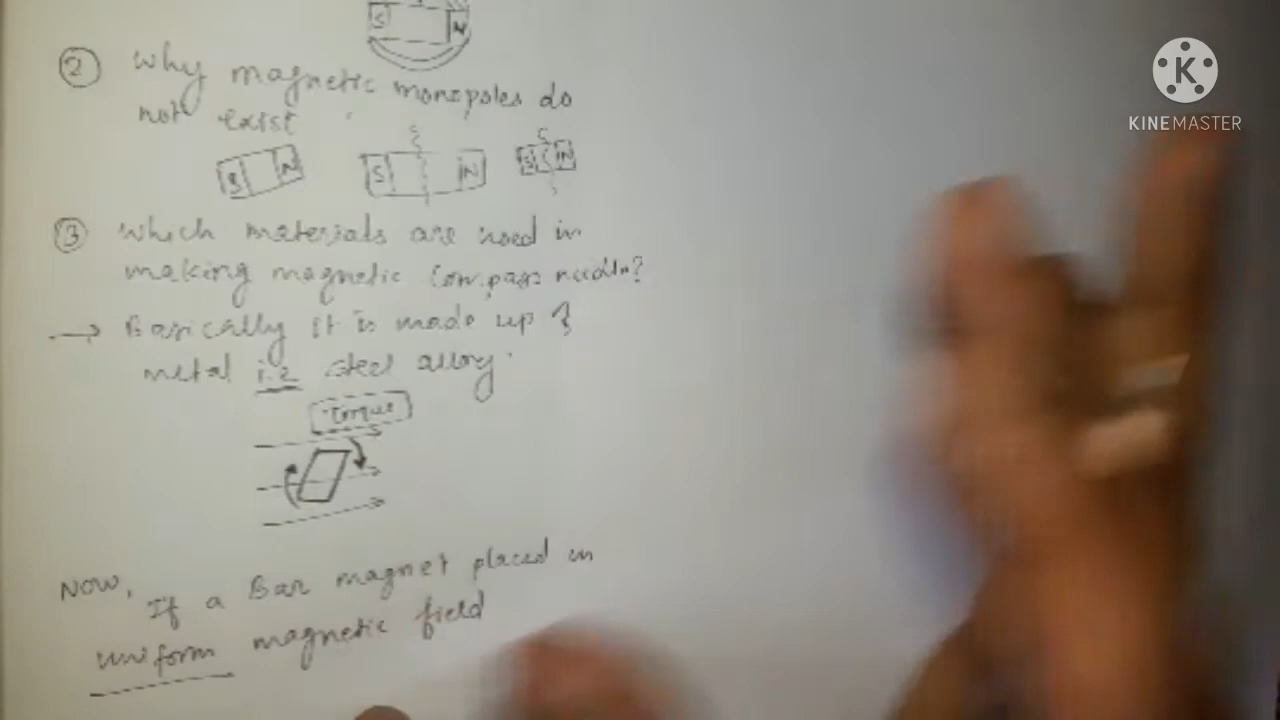 S N
② Why magnetic monopoles do
not exist
S N S N S N
③ Which materials are used in
making magnetic compass needle?
→ Basically it is made up of
metal i.e steel alloy.
Torque
Now,
If a Bar magnet placed in
uniform magnetic field
K
KINEMASTER